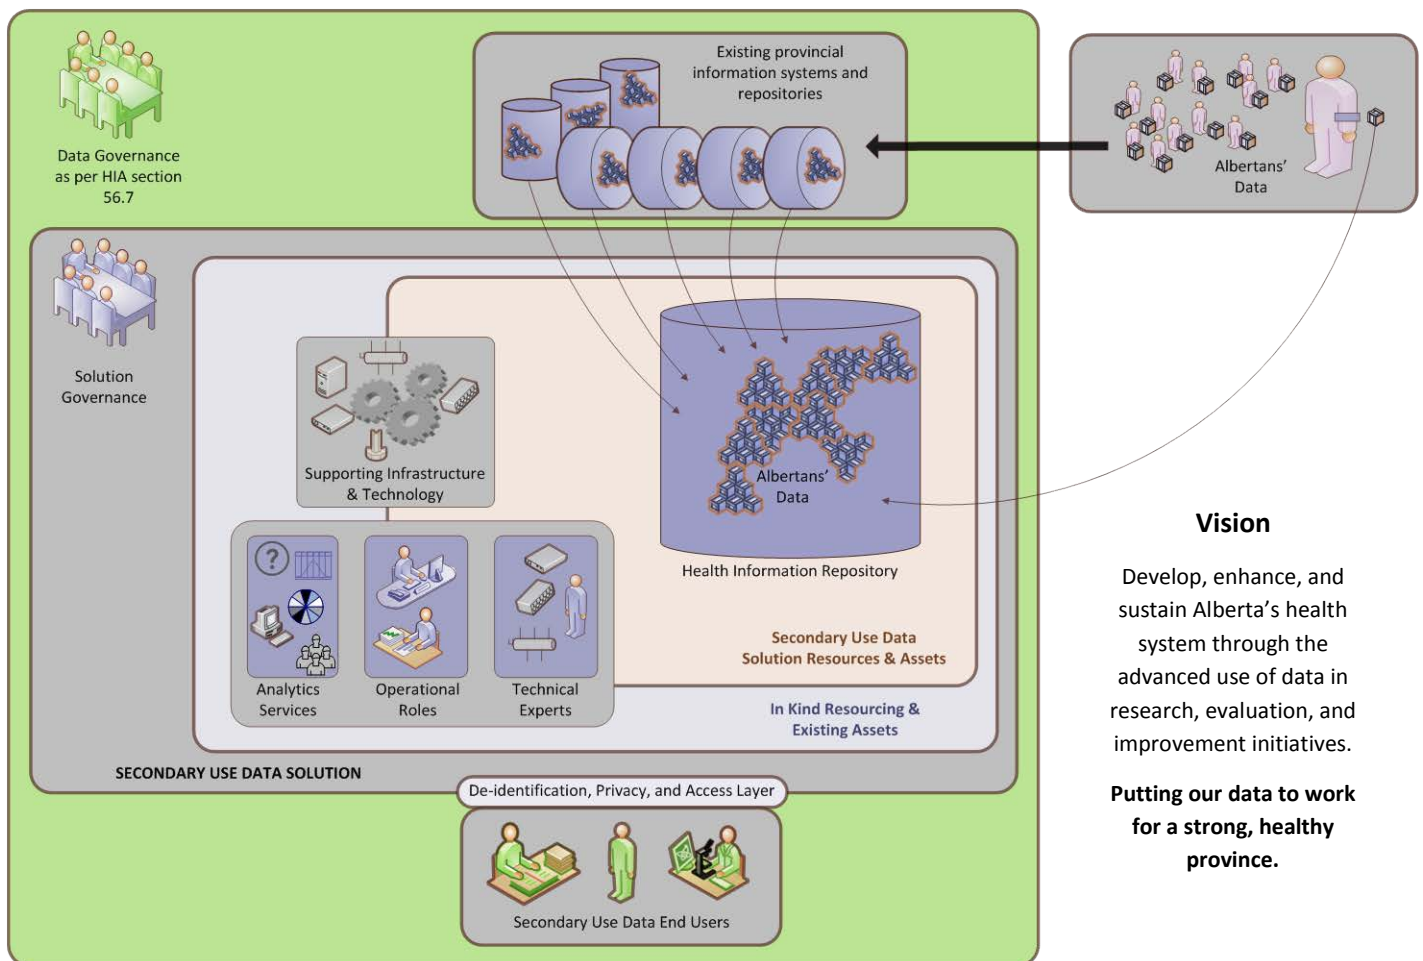 Existing provincial
information systems and
repositories
Albertans’
Data
Data Governance
as per HIA section
56.7
Solution
Governance
Supporting Infrastructure
& Technology
Albertans’
Data
Health Information Repository
Analytics
Services
Operational
Roles
Technical
Experts
Secondary Use Data
Solution Resources & Assets
In Kind Resourcing &
Existing Assets
SECONDARY USE DATA SOLUTION
De-identification, Privacy, and Access Layer
Secondary Use Data End Users
Vision
Develop, enhance, and
sustain Alberta’s health
system through the
advanced use of data in
research, evaluation, and
improvement initiatives.
Putting our data to work
for a strong, healthy
province.
?